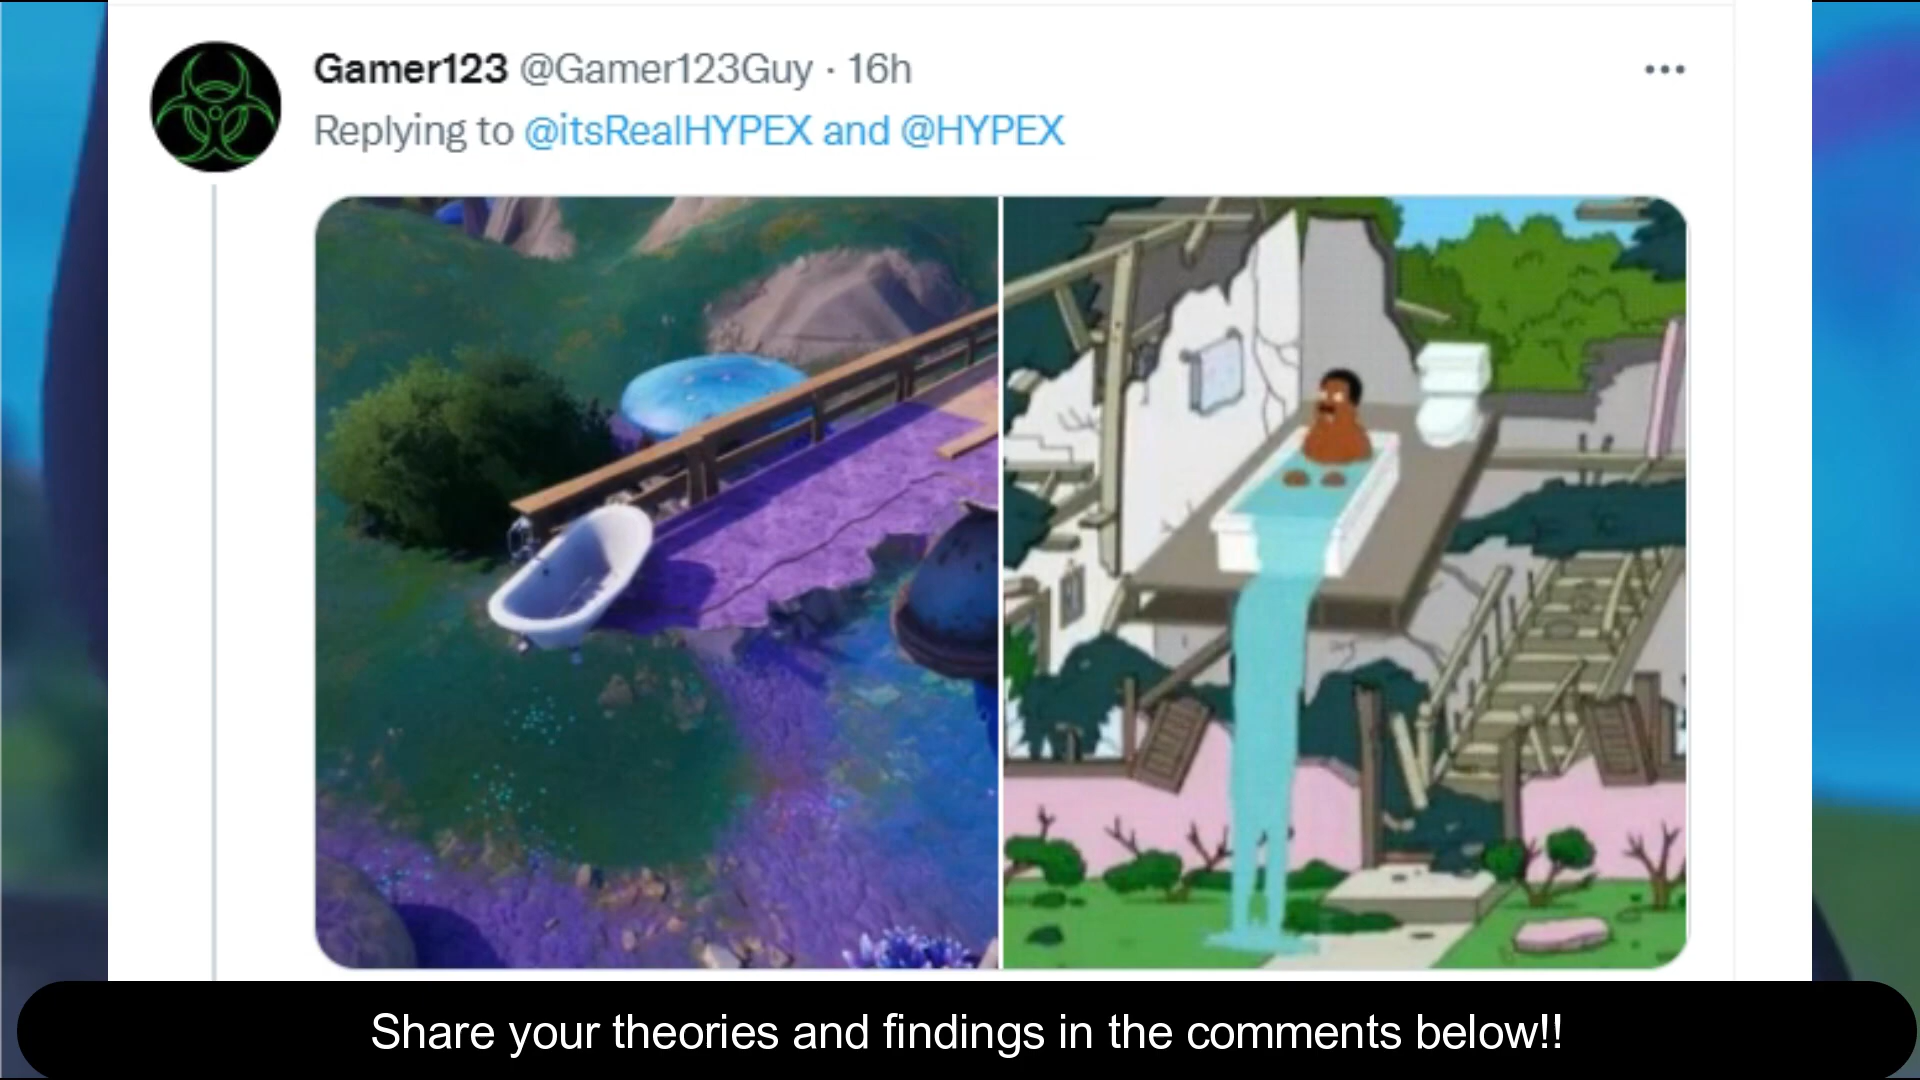 Gamer123 @Gamer123Guy · 16h
Replying to @itsRealHYPEX and @HYPEX
Share your theories and findings in the comments below!!